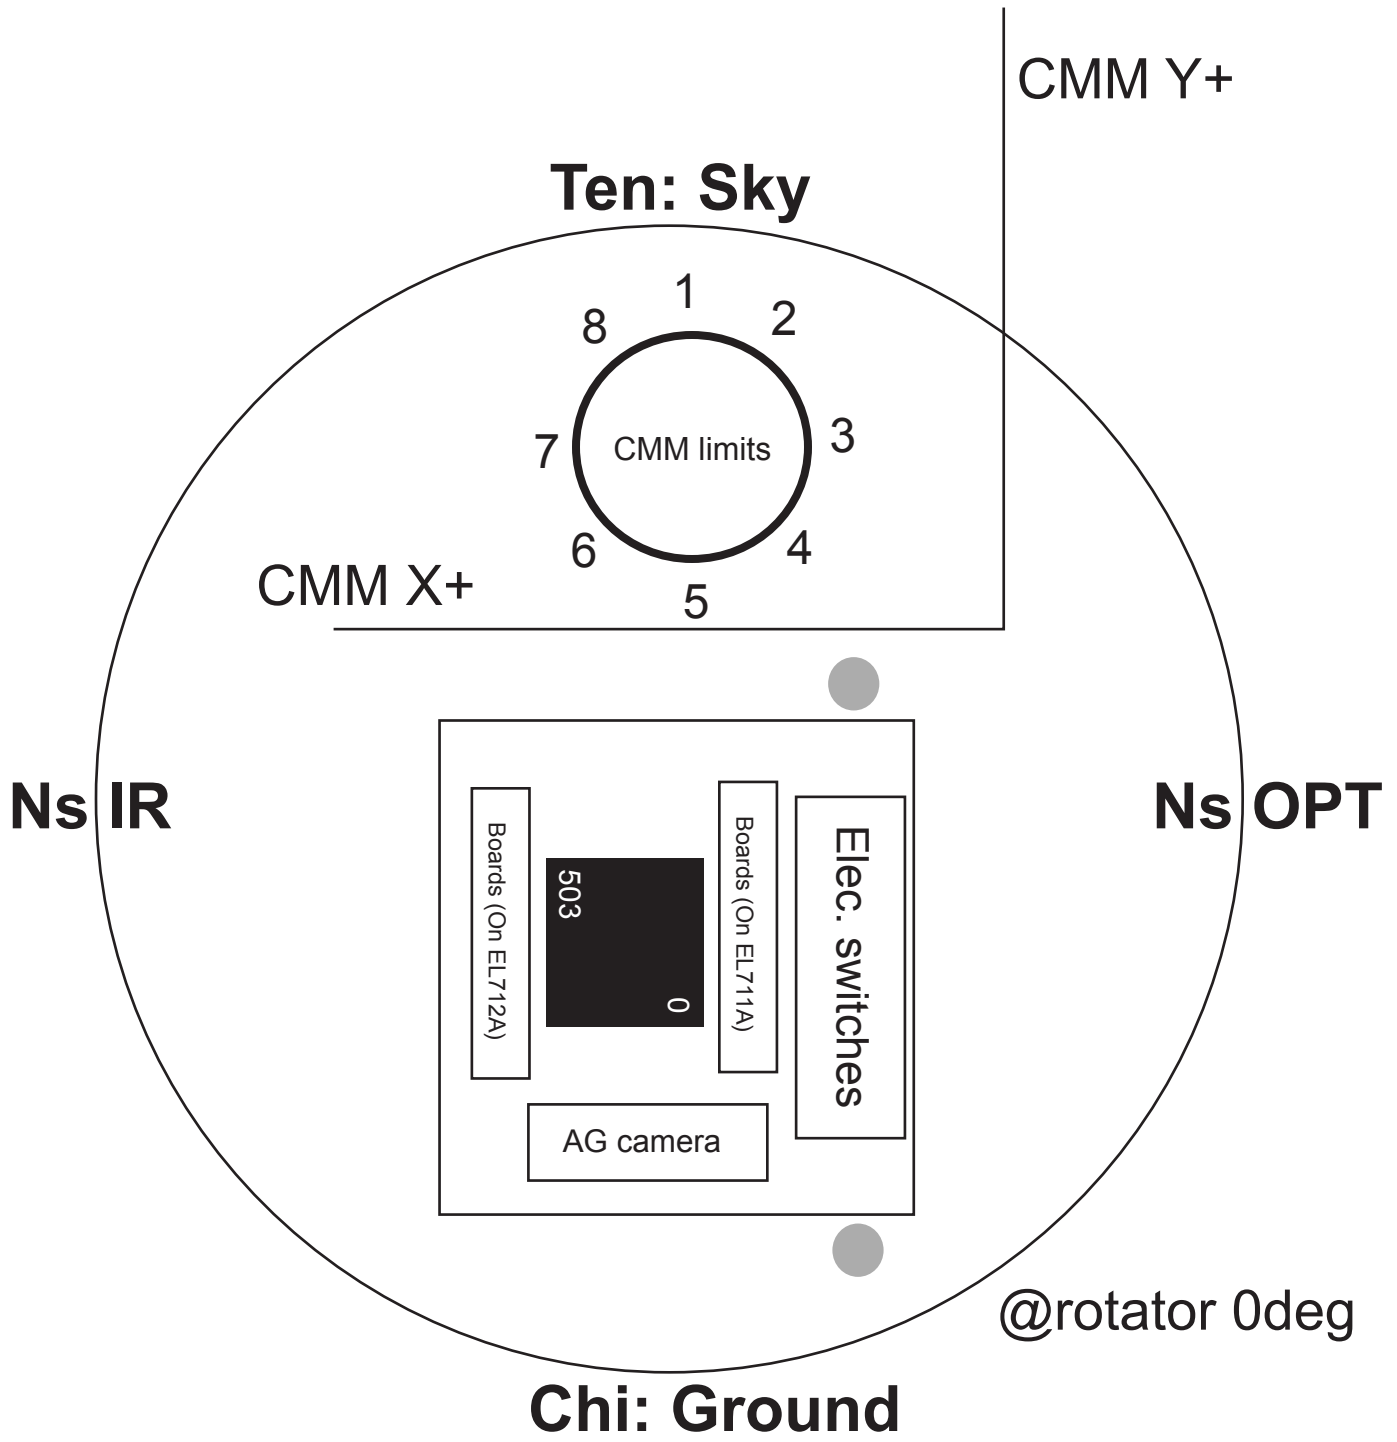 CMM Y+
Ten: Sky
1
8
2
7
CMM limits
3
6
4
CMM X+
5
Ns IR
Ns OPT
Boards (On EL712A)
503
0
Boards (On EL711A)
Elec. switches
AG camera
@rotator 0deg
Chi: Ground